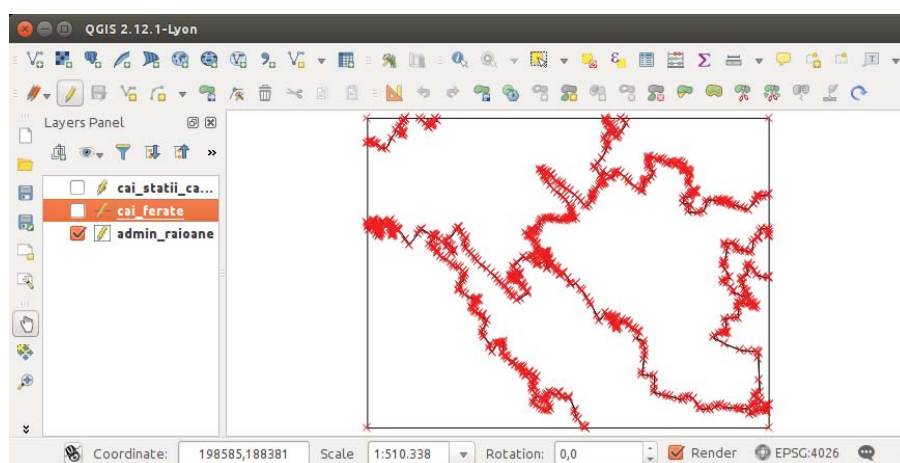 QGIS 2.12.1-Lyon
Layers Panel
cai_statii_ca...
cai_ferate
admin_raioane
Coordinate: 198585,188381 Scale 1:510.338 Rotation: 0,0 Render EPSG:4026